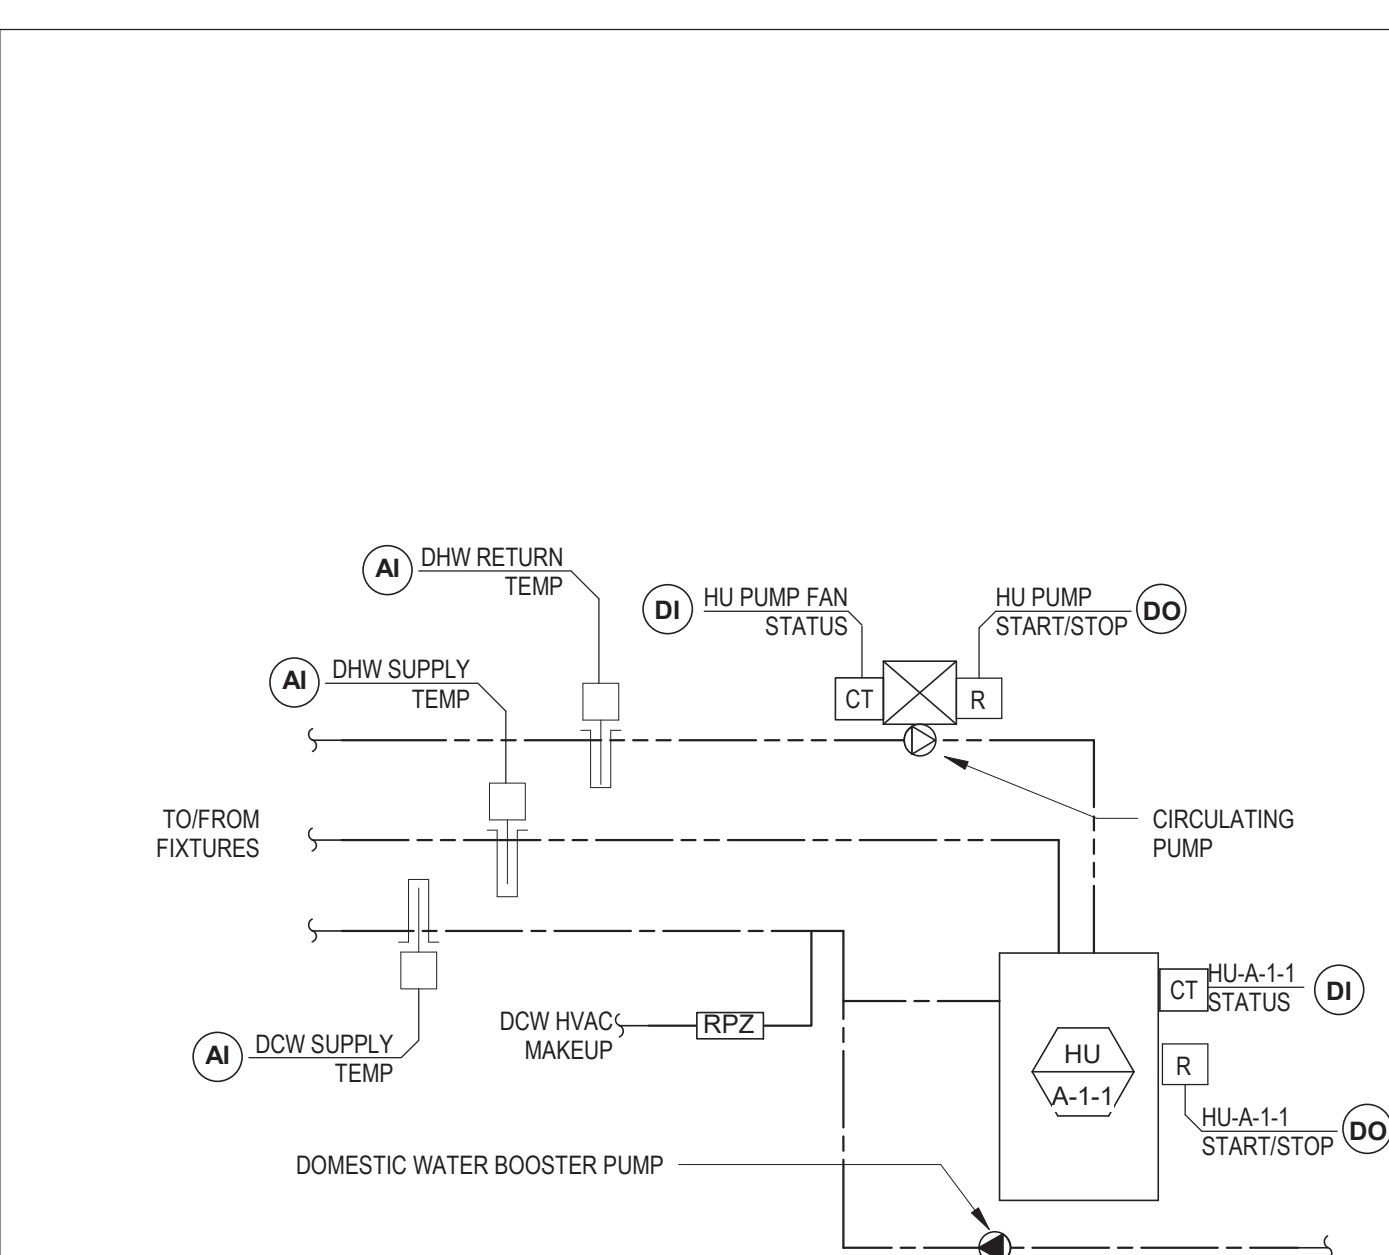 AI
DHW RETURN
TEMP
DI
HU PUMP FAN
STATUS
HU PUMP
START/STOP
DO
AI
DHW SUPPLY
TEMP
CT
R
TO/FROM
FIXTURES
CIRCULATING
PUMP
AI
DCW SUPPLY
TEMP
DCW HVAC
MAKEUP
RPZ
CT
HU-A-1-1
STATUS
DI
HU
A-1-1
R
HU-A-1-1
START/STOP
DO
DOMESTIC WATER BOOSTER PUMP